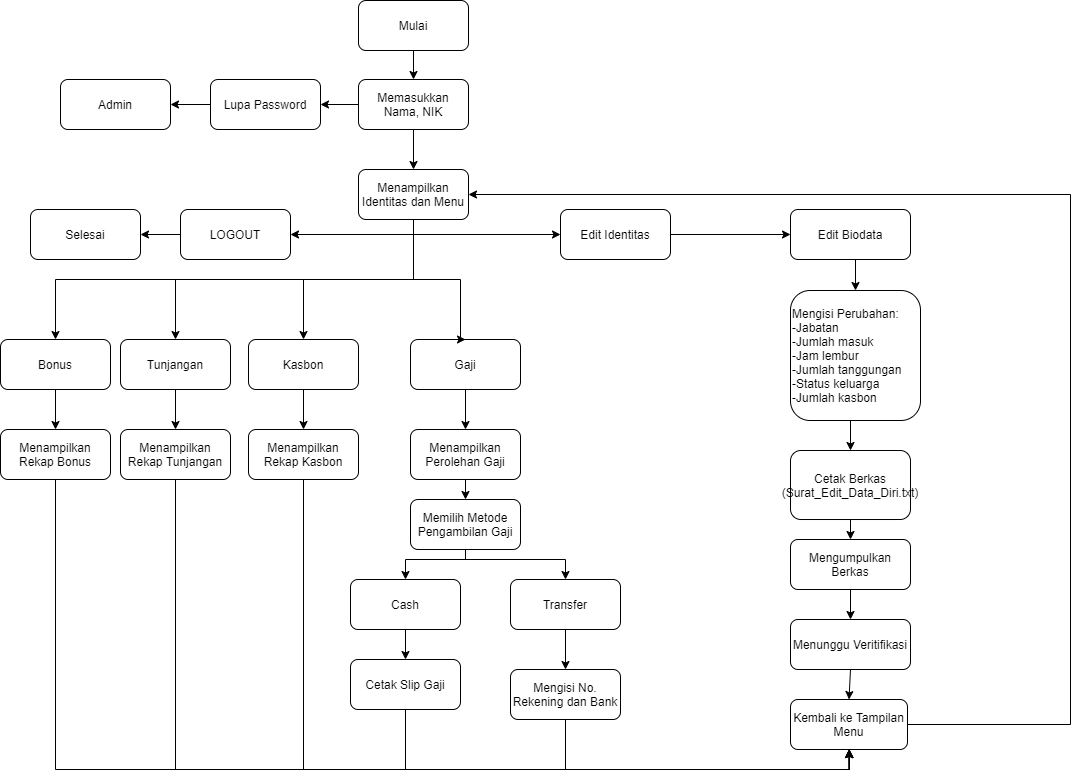 Mulai
Admin
Lupa Password
Memasukkan
Nama, NIK
Menampilkan
Identitas dan Menu
Selesai
LOGOUT
Edit Identitas
Edit Biodata
Mengisi Perubahan:
-Jabatan
-Jumlah masuk
-Jam lembur
-Jumlah tanggungan
-Status keluarga
-Jumlah kasbon
Bonus
Tunjangan
Kasbon
Gaji
Menampilkan
Rekap Bonus
Menampilkan
Rekap Tunjangan
Menampilkan
Rekap Kasbon
Menampilkan
Perolehan Gaji
Cetak Berkas
(Surat_Edit_Data_Diri.txt)
Memilih Metode
Pengambilan Gaji
Mengumpulkan
Berkas
Cash
Transfer
Menunggu Veritifikasi
Cetak Slip Gaji
Mengisi No.
Rekening dan Bank
Kembali ke Tampilan
Menu